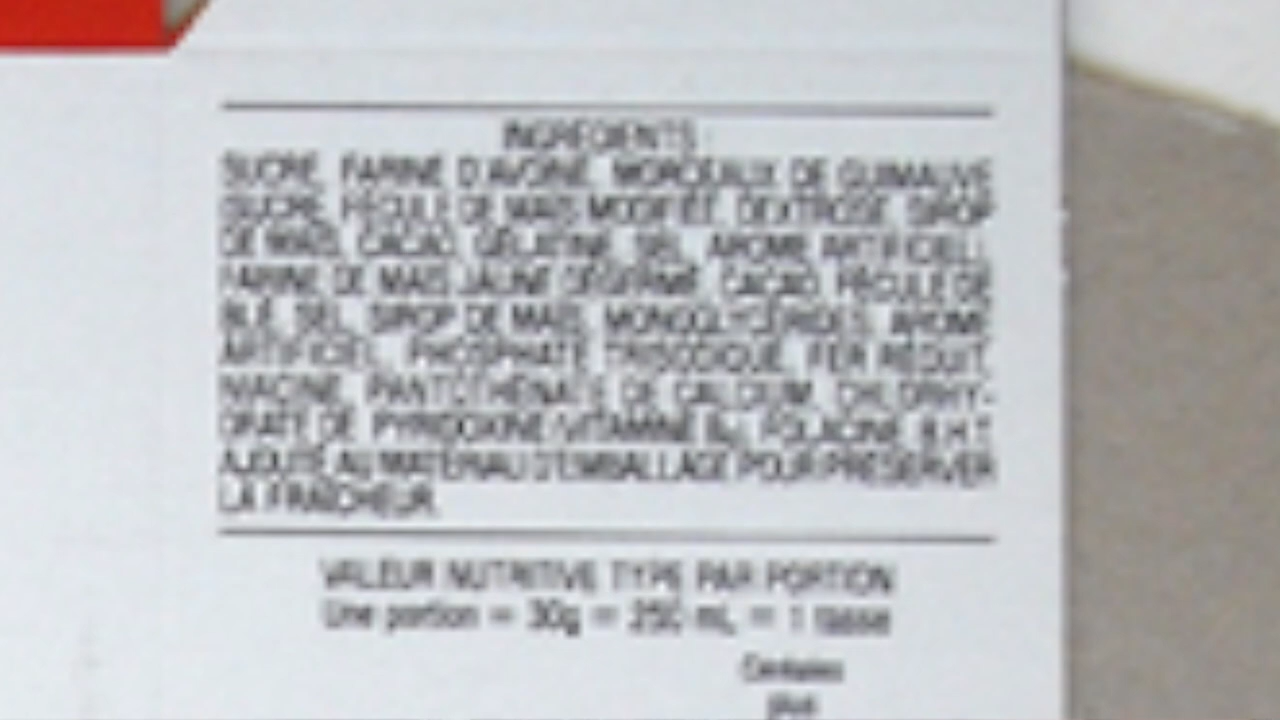 INGRÉDIENTS :
SUCRE, FARINE D'AVOINE, MORCEAUX DE GUIMAUVE
(SUCRE, FÉCULE DE MAÏS MODIFIÉE, DEXTROSE, SIROP
DE MAÏS, CACAO, GÉLATINE, SEL, ARÔME ARTIFICIEL),
FARINE DE MAÏS JAUNE DÉGERMÉ, CACAO, FÉCULE DE
BLÉ, SEL, SIROP DE MAÏS, MONOGLYCÉRIDES, ARÔME
ARTIFICIEL, PHOSPHATE TRISODIQUE, FER RÉDUIT,
NIACINE, PANTOTHÉNATE DE CALCIUM, CHLORHY-
DRATE DE PYRIDOXINE (VITAMINE B6), FOLACINE, B.H.T.
AJOUTÉ AU MATÉRIAU D'EMBALLAGE POUR PRÉSERVER
LA FRAÎCHEUR.
VALEUR NUTRITIVE TYPE PAR PORTION
Une portion = 30g = 250 mL = 1 tasse
Céréales
plus